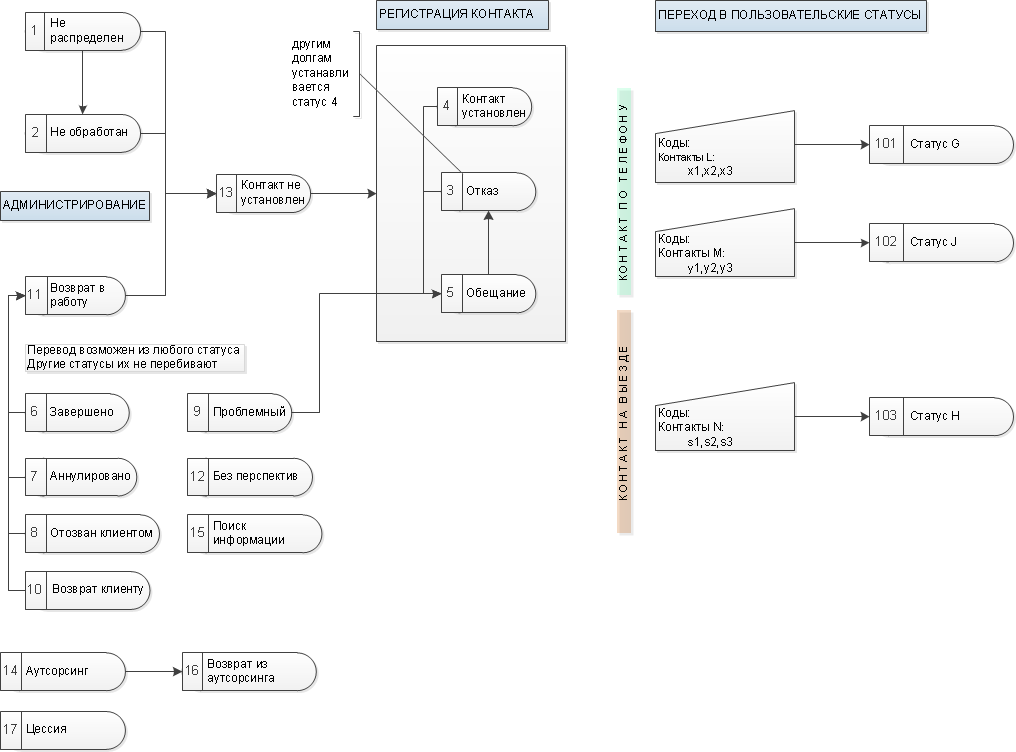 1
Не
распределен
2
Не обработан
АДМИНИСТРИРОВАНИЕ
13
Контакт не
установлен
11
Возврат в
работу
Перевод возможен из любого статуса
Другие статусы их не перебивают
6
Завершено
7
Аннулировано
8
Отозван клиентом
10
Возврат клиенту
9
Проблемный
12
Без перспектив
15
Поиск
информации
14
Аутсорсинг
16
Возврат из
аутсорсинга
17
Цессия
РЕГИСТРАЦИЯ КОНТАКТА
другим
долгам
устанавли
вается
статус 4
4
Контакт
установлен
3
Отказ
5
Обещание
ПЕРЕХОД В ПОЛЬЗОВАТЕЛЬСКИЕ СТАТУСЫ
КОНТАКТ ПО ТЕЛЕФОНУ
Коды:
Контакты L:
x1,x2,x3
101
Статус G
Коды:
Контакты M:
y1,y2,y3
102
Статус J
КОНТАКТ НА ВЫЕЗДЕ
Коды:
Контакты N:
s1,s2,s3
103
Статус H